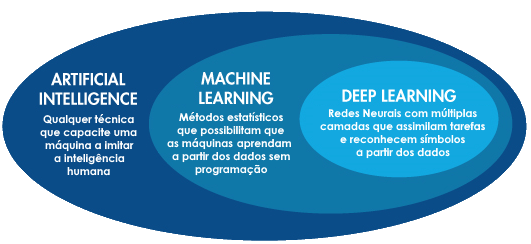 ARTIFICIAL
INTELLIGENCE
Qualquer técnica
que capacite uma
máquina a imitar
a inteligência
humana
MACHINE
LEARNING
Métodos estatísticos
que possibilitam que
as máquinas aprendam
a partir dos dados sem
programação
DEEP LEARNING
Redes Neurais com múltiplas
camadas que assimilam tarefas
e reconhecem símbolos
a partir dos dados